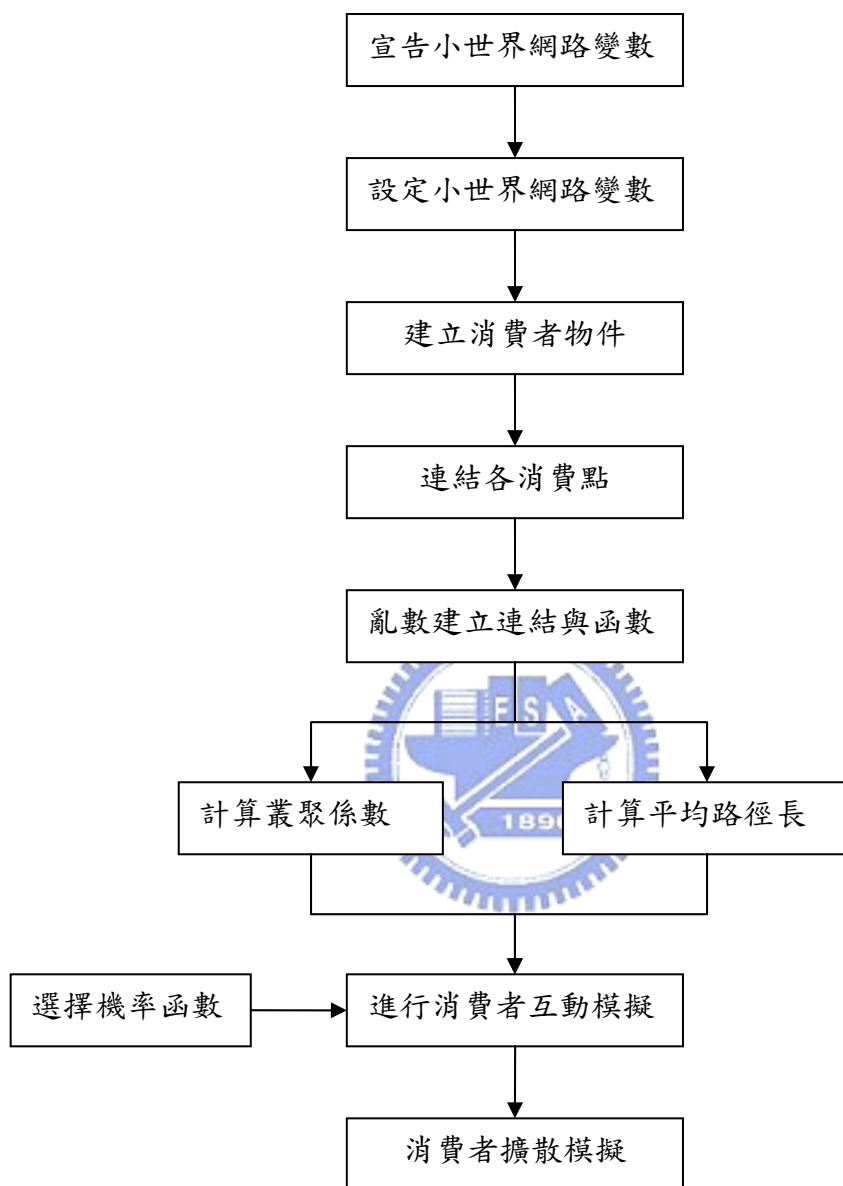 宣告小世界網路變數
設定小世界網路變數
建立消費者物件
連結各消費點
亂數建立連結與函數
E S A
計算叢聚係數
計算平均路徑長
1896
選擇機率函數
進行消費者互動模擬
消費者擴散模擬